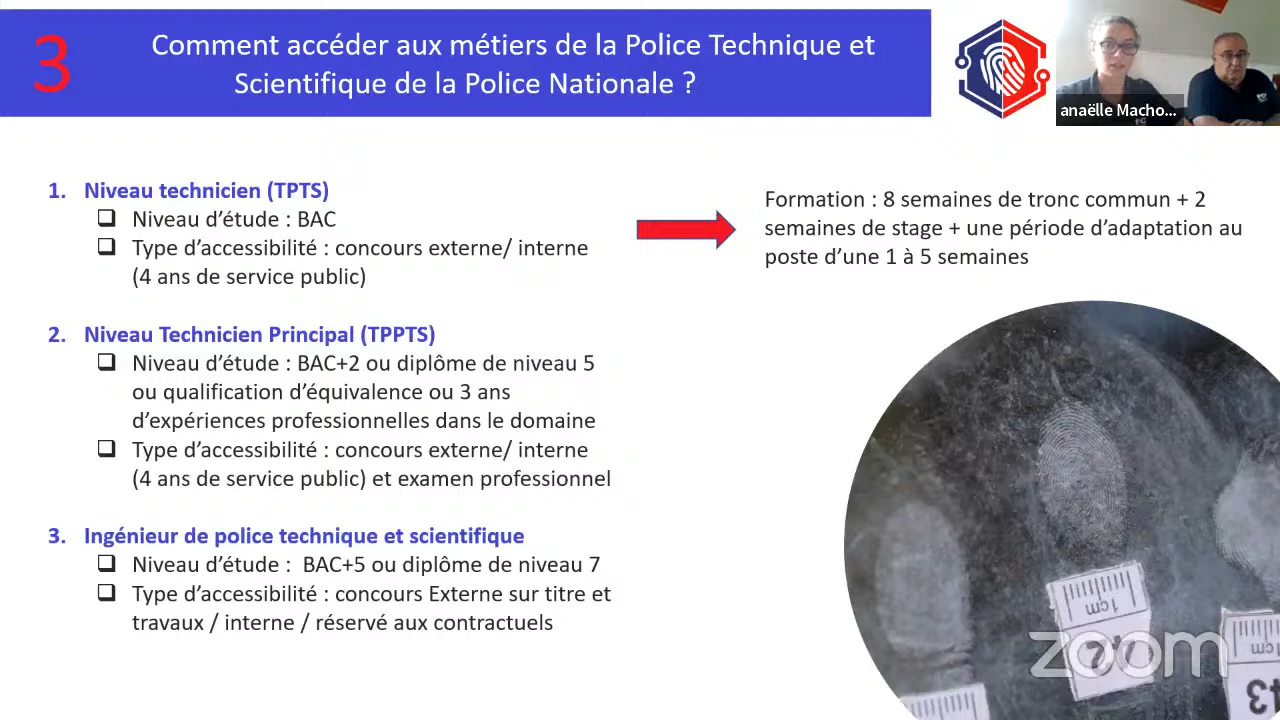 3
Comment accéder aux métiers de la Police Technique et
Scientifique de la Police Nationale ?
anaëlle Macho...
1. Niveau technicien (TPTS)
❑ Niveau d'étude : BAC
❑ Type d'accessibilité : concours externe/ interne
(4 ans de service public)
Formation : 8 semaines de tronc commun + 2
semaines de stage + une période d'adaptation au
poste d'une 1 à 5 semaines
2. Niveau Technicien Principal (TPPTS)
❑ Niveau d'étude : BAC+2 ou diplôme de niveau 5
ou qualification d'équivalence ou 3 ans
d'expériences professionnelles dans le domaine
❑ Type d'accessibilité : concours externe/ interne
(4 ans de service public) et examen professionnel
3. Ingénieur de police technique et scientifique
❑ Niveau d'étude : BAC+5 ou diplôme de niveau 7
❑ Type d'accessibilité : concours Externe sur titre et
travaux / interne / réservé aux contractuels
1cm
1cm
zoom
42
43